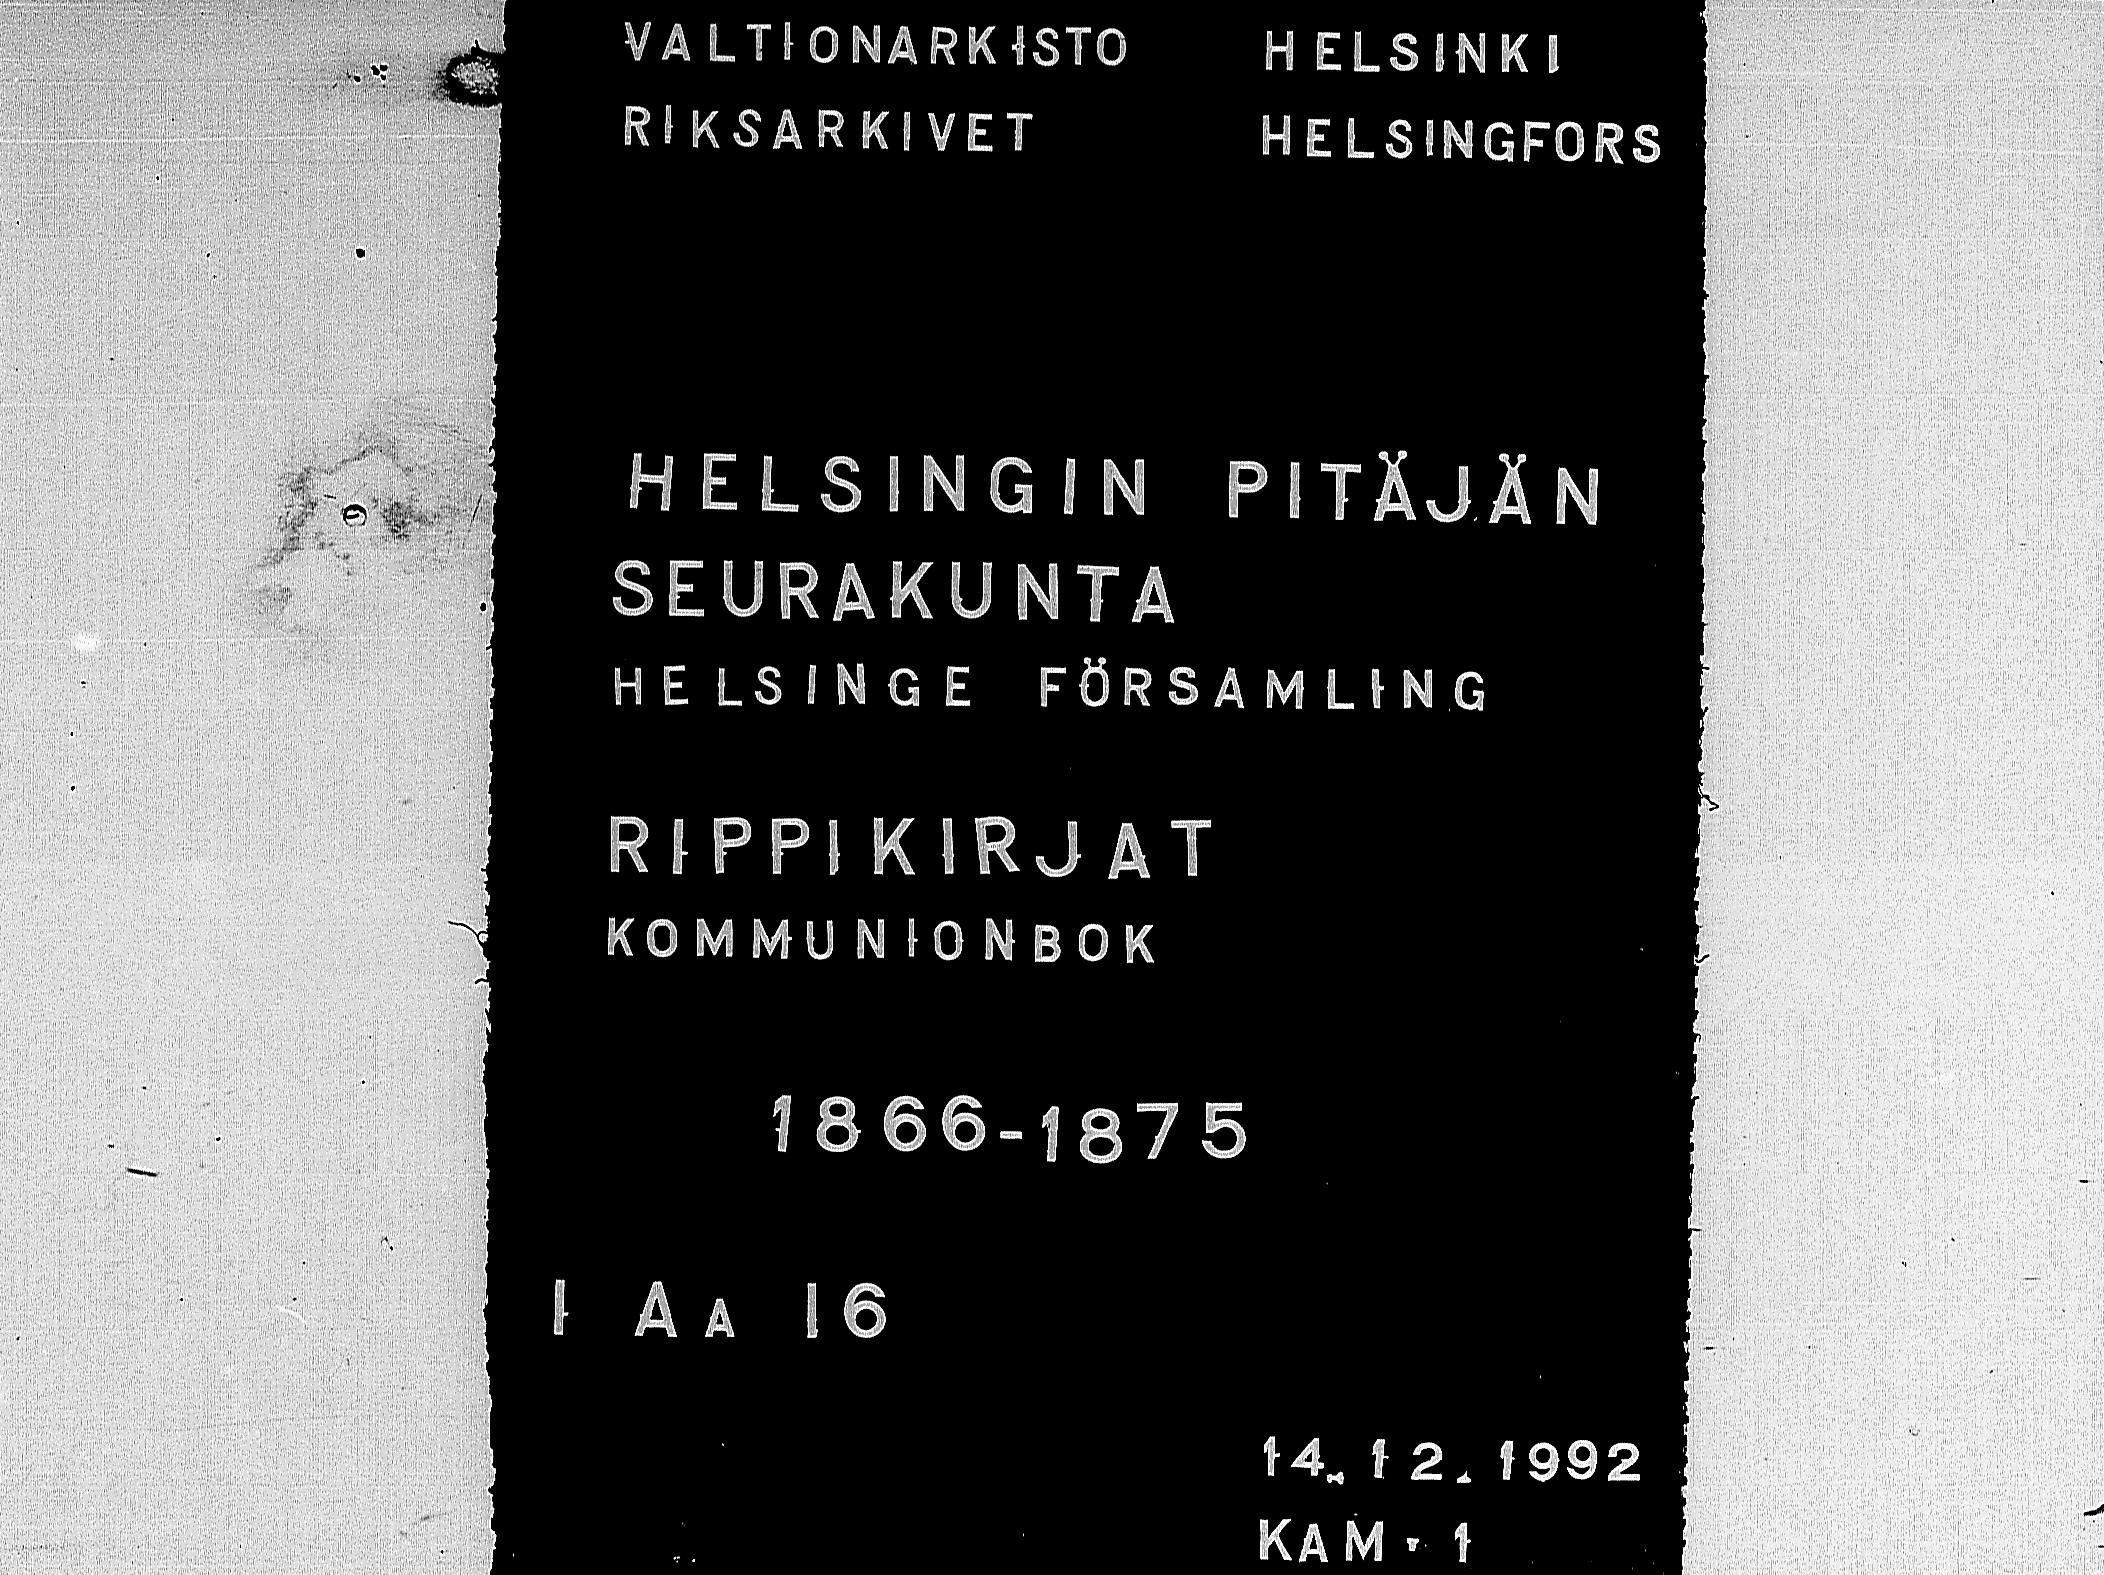 VALTIONARKISTO HELSINKI
RIKSARKIVET HELSINGFORS
HELSINGIN PITÄJÄN
SEURAKUNTA
HELSINGE FÖRSAMLING
RIPPIKIRJAT
KOMMUNIONBOK
1866-1875
I Aa 16
14.12.1992
KAM. 1